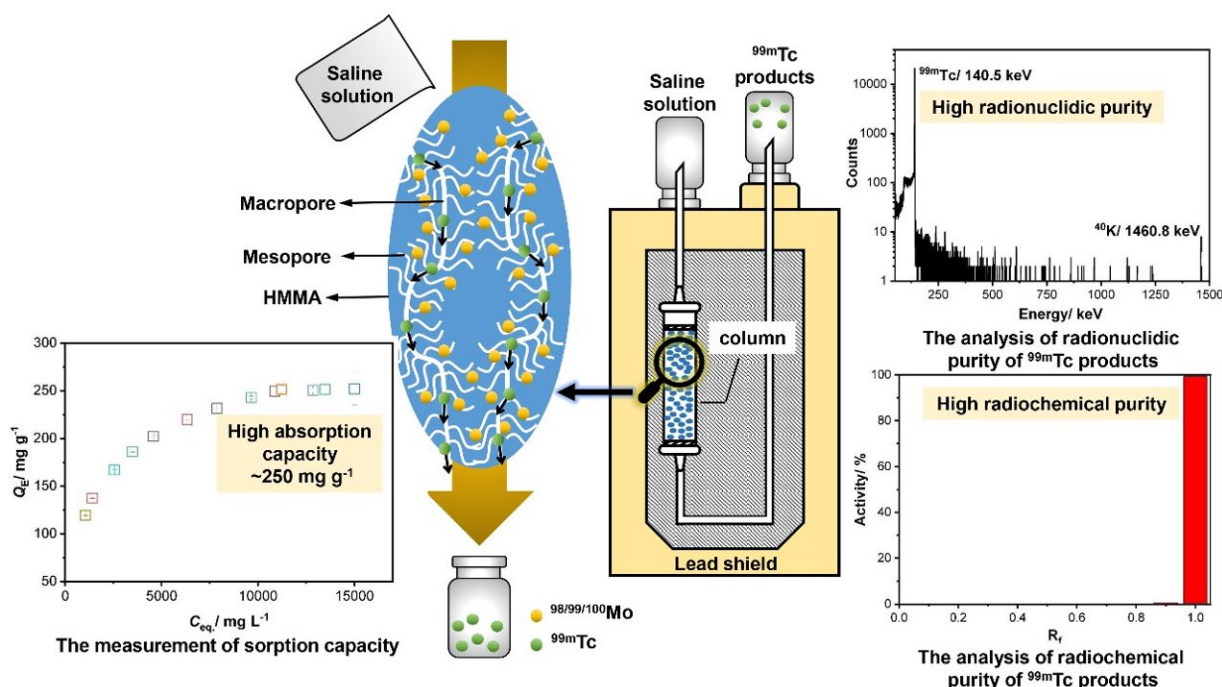 Saline
solution
Macropore
Mesopore
HMMA
300
250
200
150
100
50
Q_E/ mg g⁻¹
High absorption
capacity
~250 mg g⁻¹
0
5000
10000
15000
C_eq./ mg L⁻¹
The measurement of sorption capacity
98/99/100Mo
99mTc
Saline
solution
99mTc
products
column
Lead shield
10000
1000
100
10
1
Counts
99mTc/ 140.5 keV
High radionuclidic purity
40K/ 1460.8 keV
250
500
750
1000
1250
1500
Energy/ keV
The analysis of radionuclidic
purity of 99mTc products
100
80
60
40
20
0
Activity/ %
High radiochemical purity
0.0
0.2
0.4
0.6
0.8
1.0
R_f
The analysis of radiochemical
purity of 99mTc products